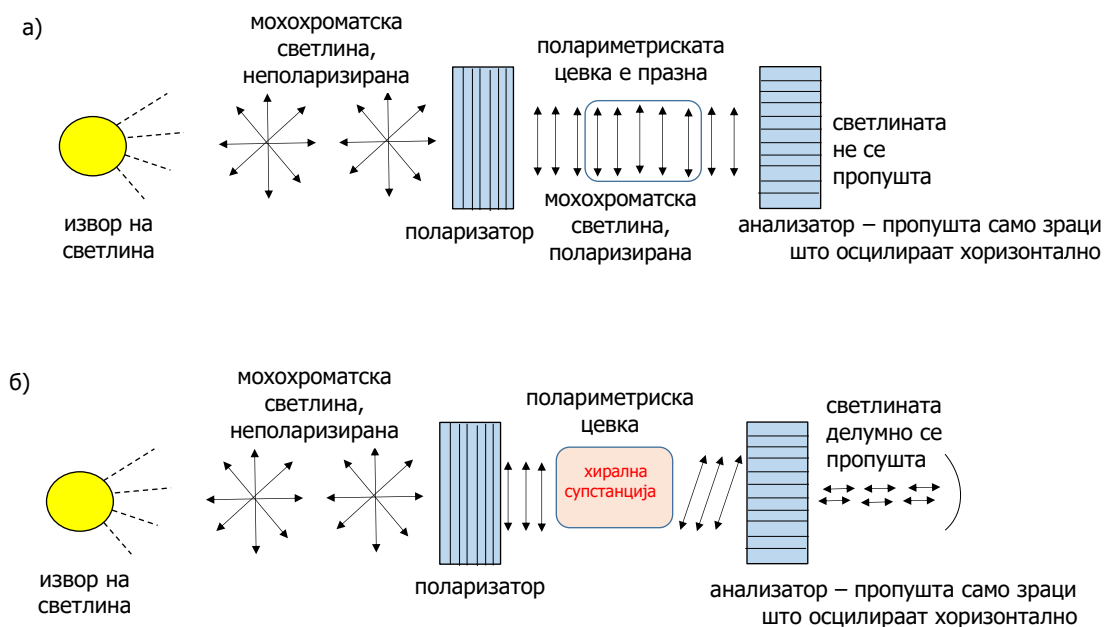 а)
мохохроматска
светлина,
неполаризирана
полариметриската
цевка е празна
светлината
не се
пропушта
извор на
светлина
поларизатор
мохохроматска
светлина,
поларизирана
анализатор – пропушта само зраци
што осцилираат хоризонтално
б)
мохохроматска
светлина,
неполаризирана
полариметриска
цевка
светлината
делумно се
пропушта
хирална
супстанција
извор на
светлина
поларизатор
анализатор – пропушта само зраци
што осцилираат хоризонтално